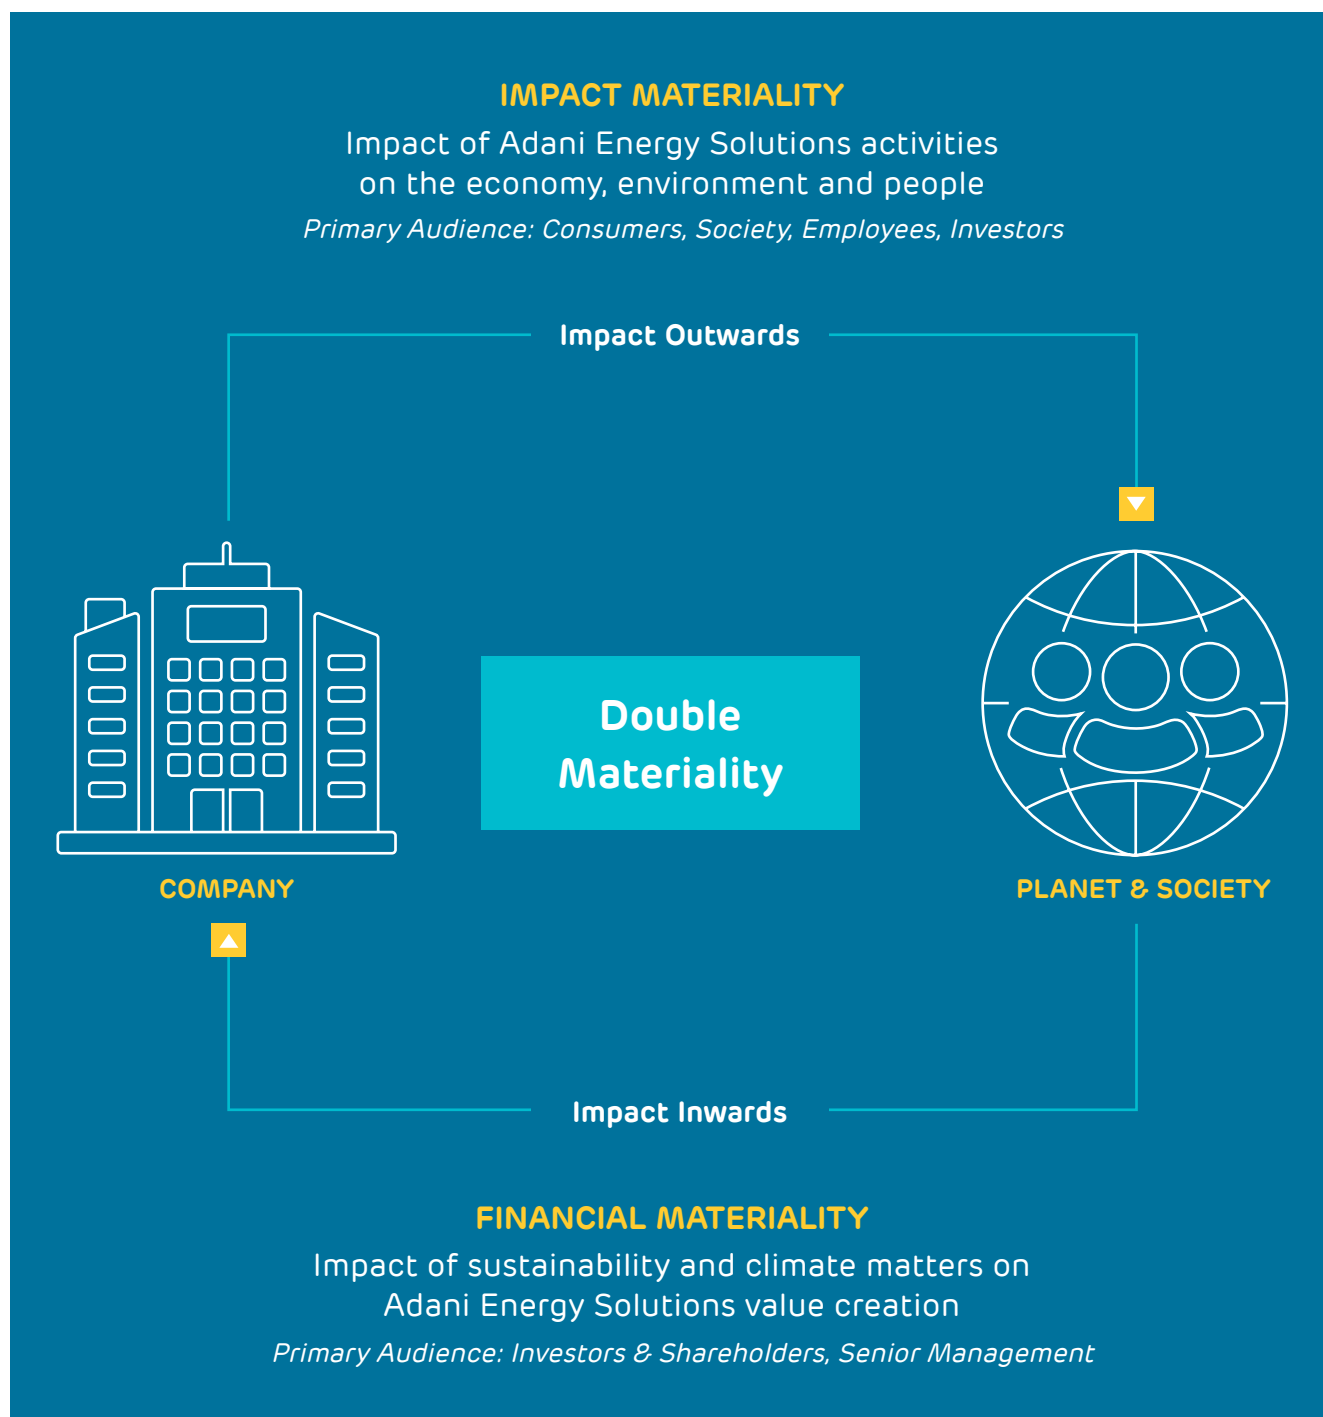 IMPACT MATERIALITY
Impact of Adani Energy Solutions activities
on the economy, environment and people
Primary Audience: Consumers, Society, Employees, Investors
Impact Outwards
Double
Materiality
COMPANY
PLANET & SOCIETY
Impact Inwards
FINANCIAL MATERIALITY
Impact of sustainability and climate matters on
Adani Energy Solutions value creation
Primary Audience: Investors & Shareholders, Senior Management